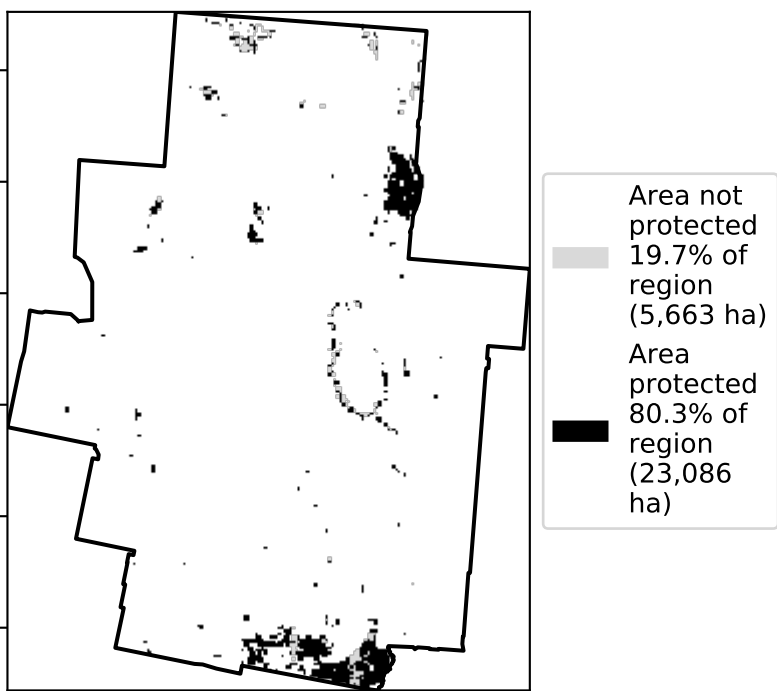 Area not
protected
19.7% of
region
(5,663 ha)
Area
protected
80.3% of
region
(23,086
ha)